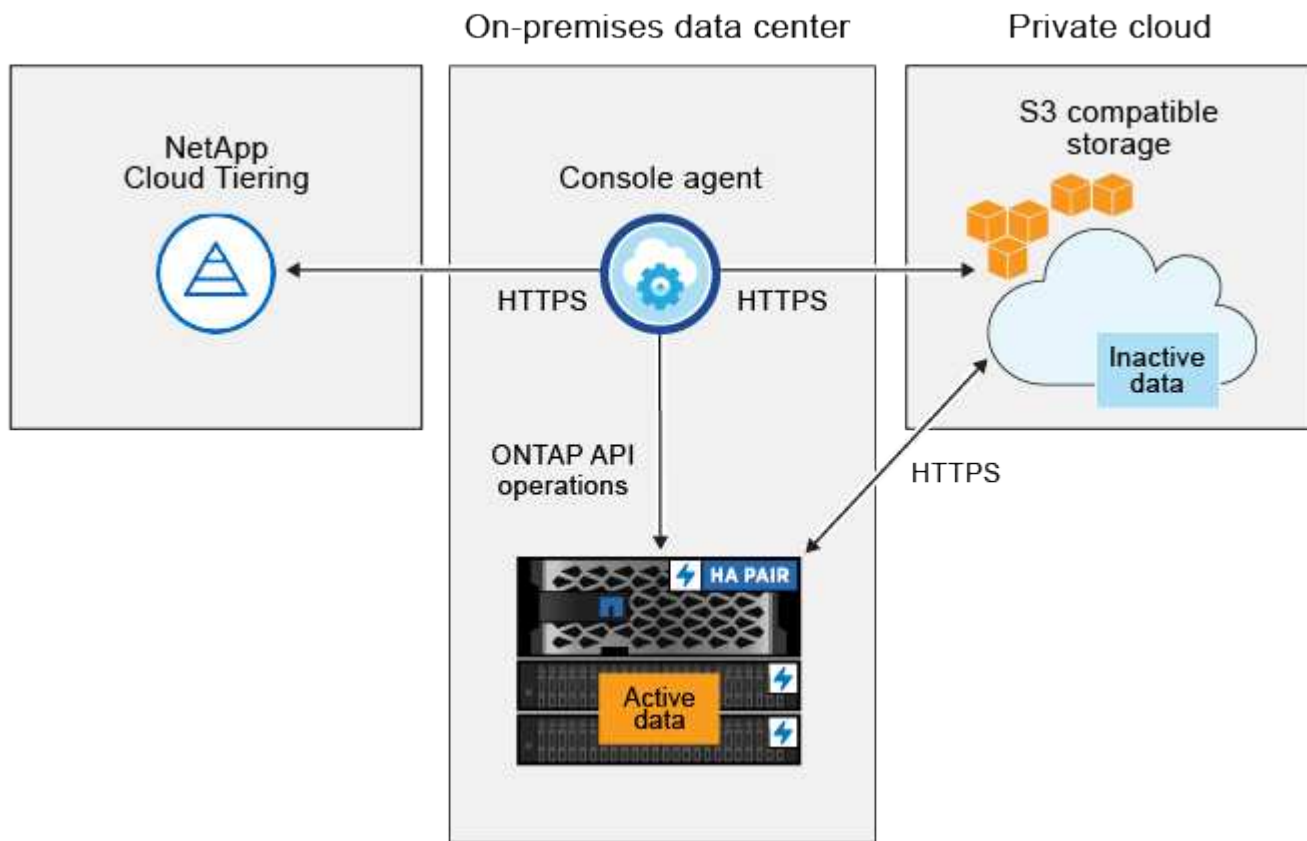 On-premises data center
Private cloud
NetApp
Cloud Tiering
Console agent
S3 compatible
storage
HTTPS
HTTPS
Inactive
data
ONTAP API
operations
HTTPS
HA PAIR
Active
data